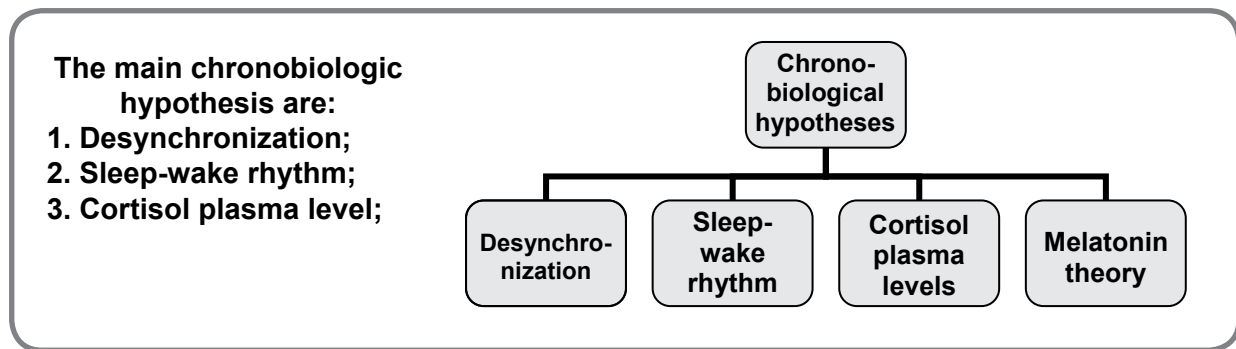 The main chronobiologic
hypothesis are:
1. Desynchronization;
2. Sleep-wake rhythm;
3. Cortisol plasma level;
Chrono-
biological
hypotheses
Desynchro-
nization
Sleep-
wake
rhythm
Cortisol
plasma
levels
Melatonin
theory